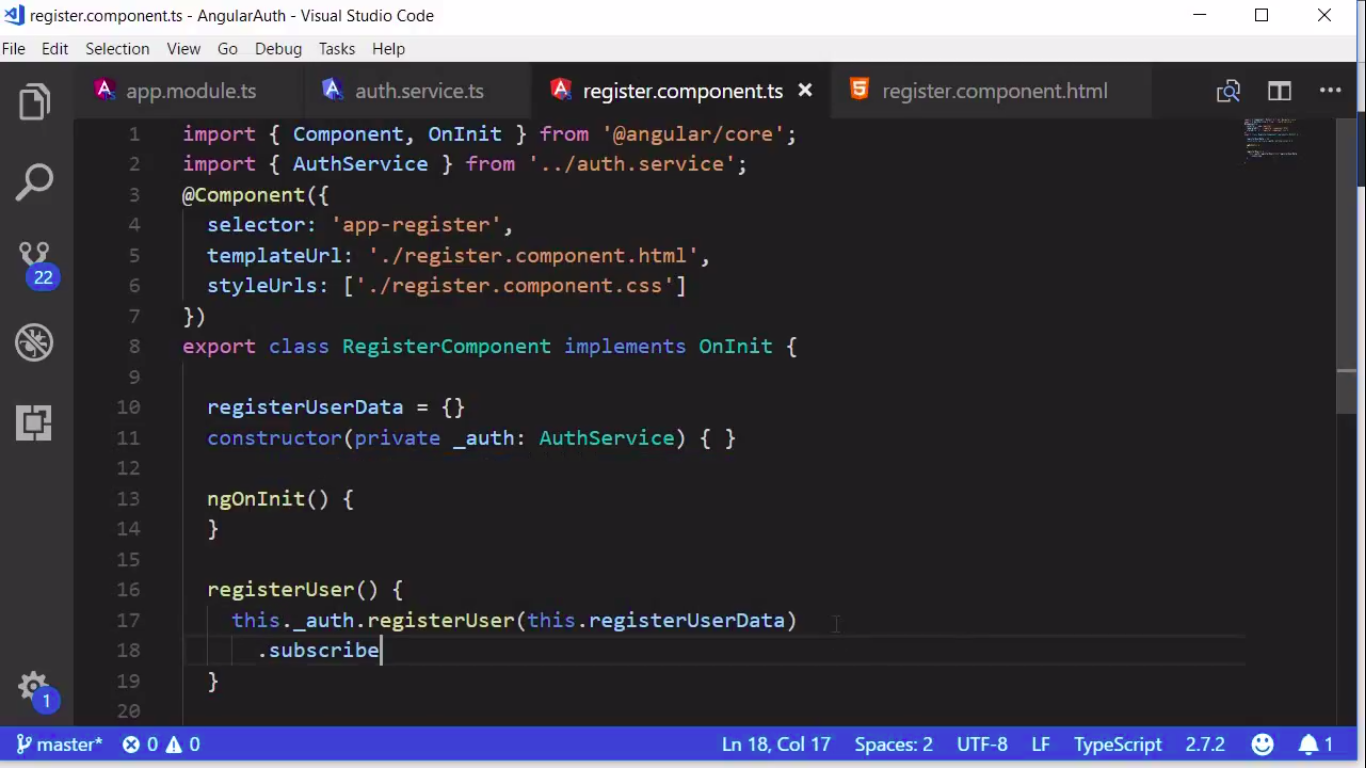 register.component.ts - AngularAuth - Visual Studio Code
File Edit Selection View Go Debug Tasks Help
app.module.ts auth.service.ts register.component.ts register.component.html
1 import { Component, OnInit } from '@angular/core';
2 import { AuthService } from '../auth.service';
3 @Component({
4 selector: 'app-register',
5 templateUrl: './register.component.html',
6 styleUrls: ['./register.component.css']
7 })
8 export class RegisterComponent implements OnInit {
9
10 registerUserData = {}
11 constructor(private _auth: AuthService) { }
12
13 ngOnInit() {
14 }
15
16 registerUser() {
17 this._auth.registerUser(this.registerUserData)
18 .subscribe
19 }
20
22
1
master* 0 0 Ln 18, Col 17 Spaces: 2 UTF-8 LF TypeScript 2.7.2 1